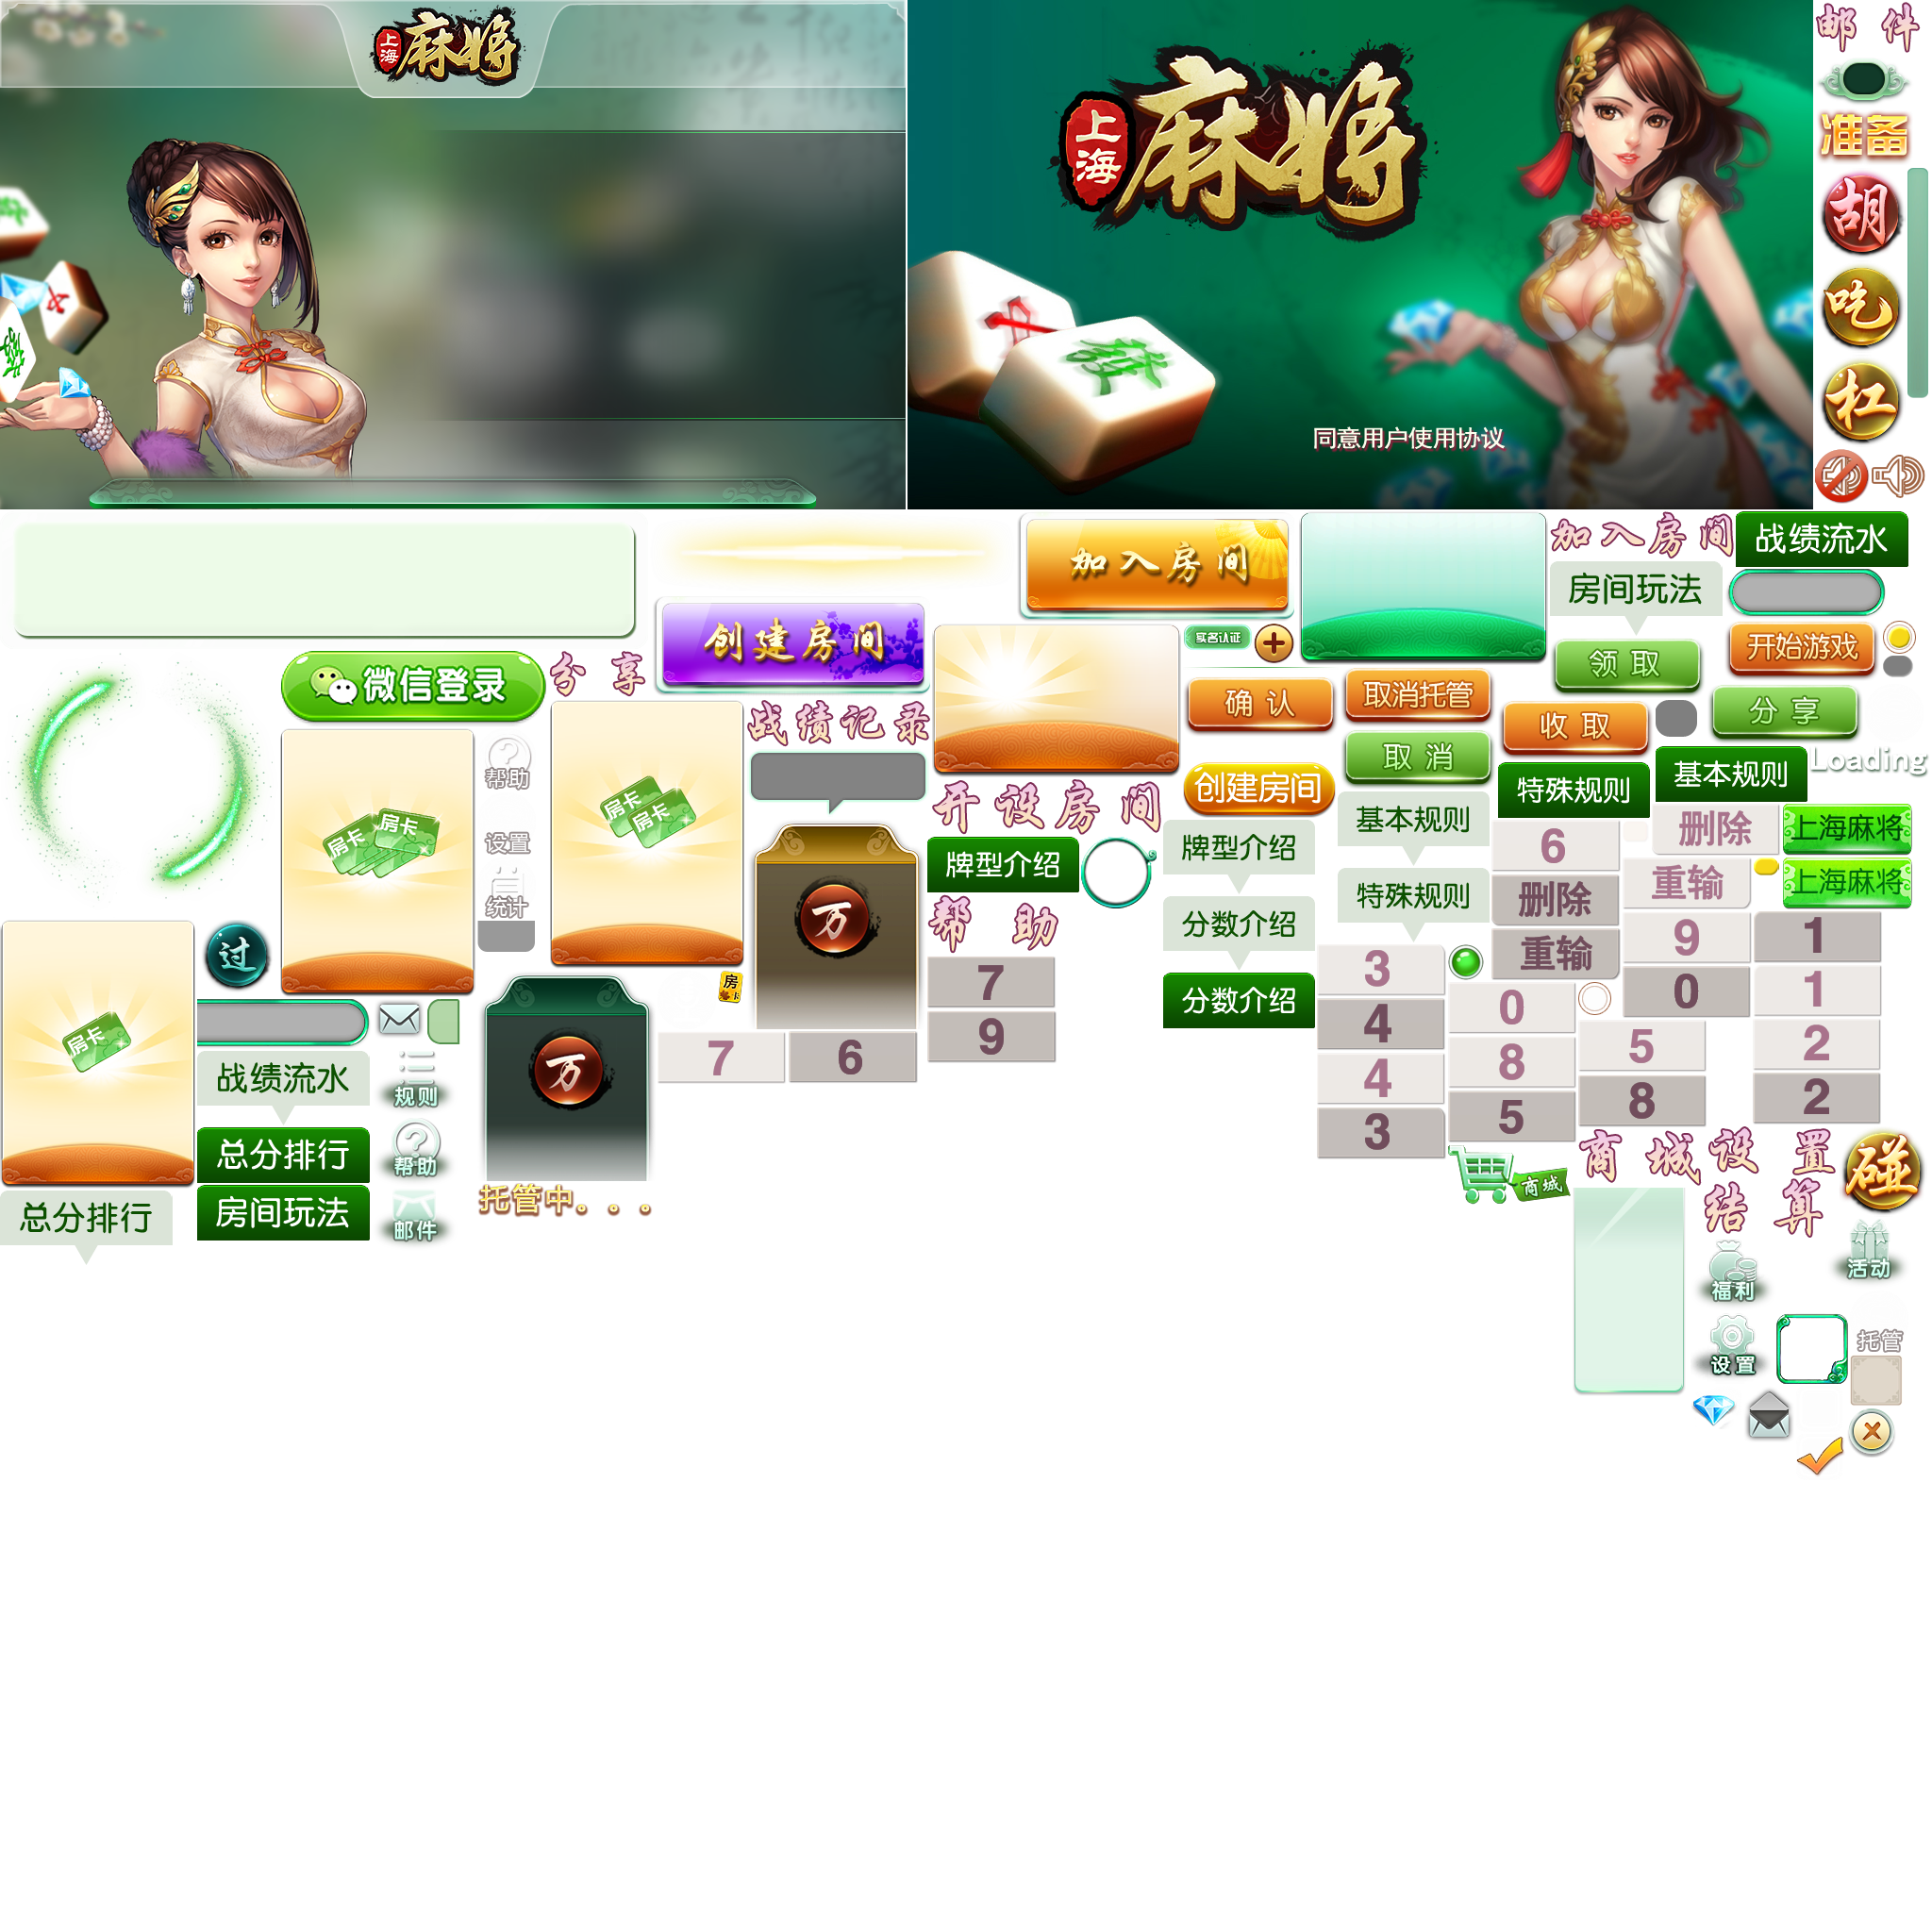 上海麻将
發
發
上海麻将
發
同意用户使用协议
邮 件
准备
胡
吃
杠
加入房间
创建房间
加入房间
战绩流水
房间玩法
实名认证
开始游戏
领取
微信登录
分 享
确认
取消托管
收取
分享
战绩记录
取消
Loading
帮助
创建房间
特殊规则
基本规则
房卡
房卡
房卡
房卡
开设房间
基本规则
删除
上海麻将
设置
牌型介绍
牌型介绍
6
重输
上海麻将
统计
万
特殊规则
删除
帮 助
分数介绍
9
1
过
重输
3
7
房卡
分数介绍
0
1
0
4
9
房卡
万
7
6
8
5
2
战绩流水
规则
4
8
2
5
3
总分排行
帮助
商城
设 置
碰
商城
托管中...
总分排行
房间玩法
邮件
结 算
活动
福利
托管
设置